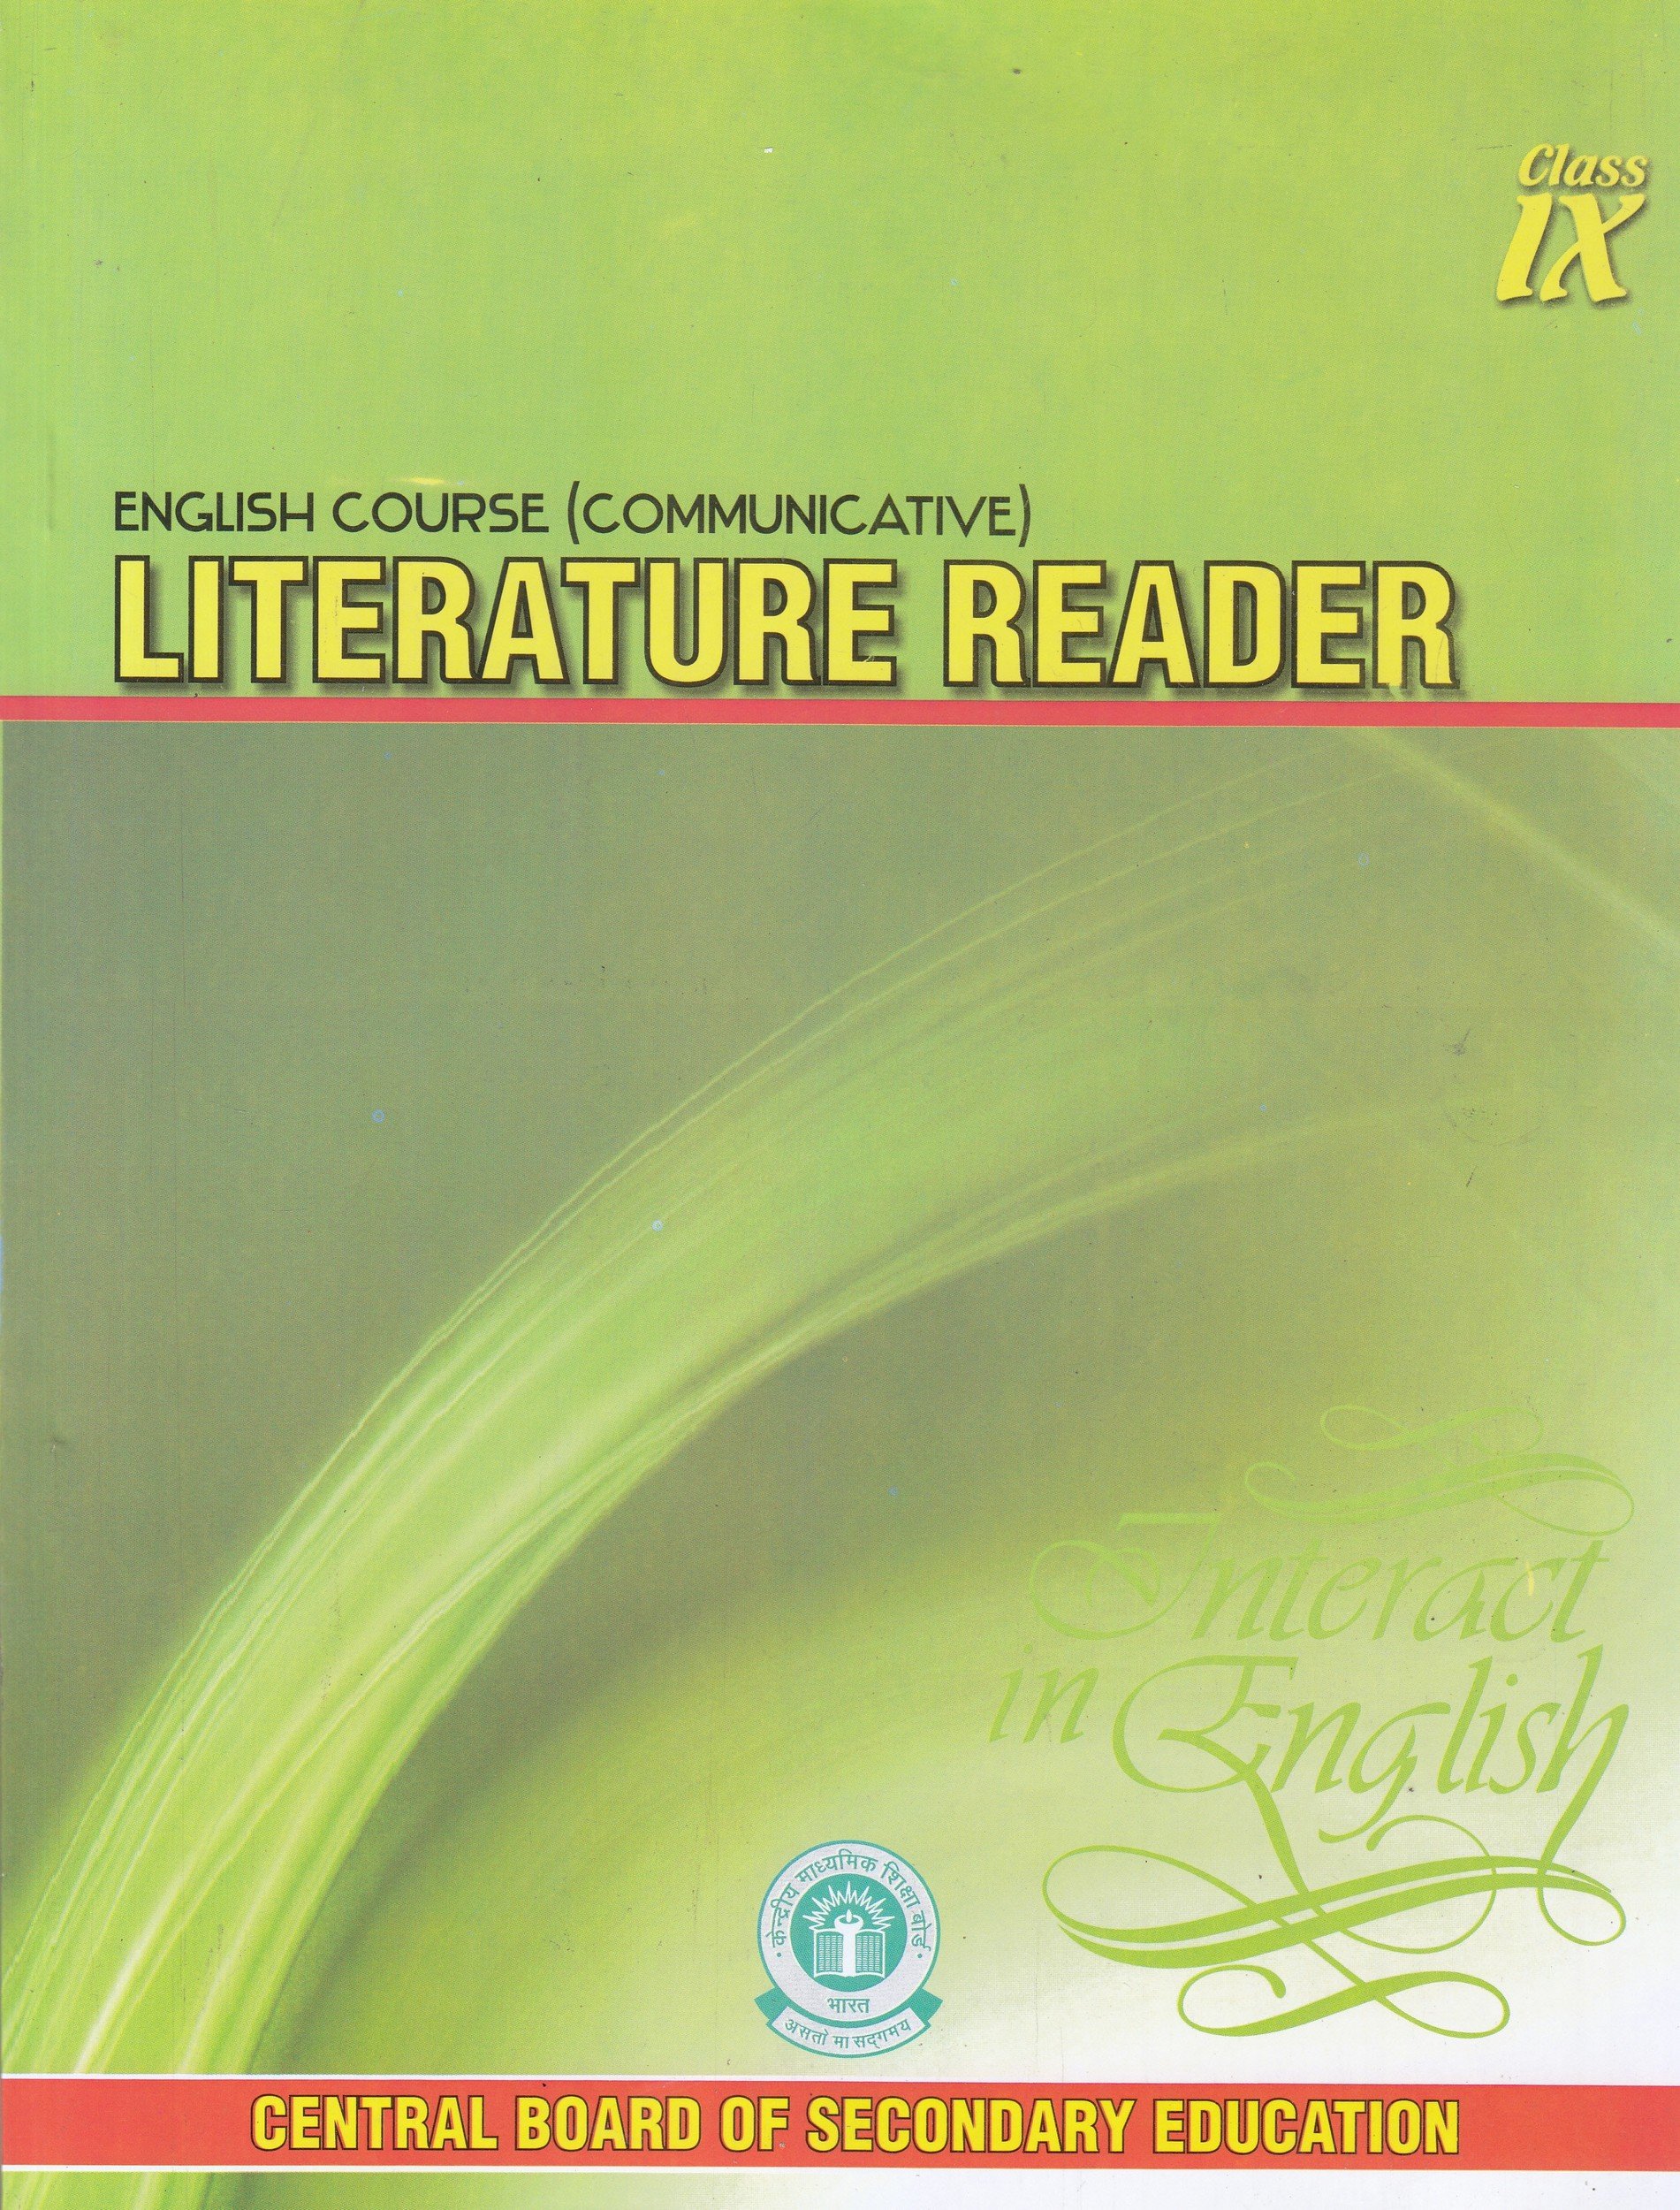 Class
IX
ENGLISH COURSE (COMMUNICATIVE)
LITERATURE READER
Interact
in English
केन्द्रीय माध्यमिक शिक्षा बोर्ड
भारत
असतो मा सद्गमय
CENTRAL BOARD OF SECONDARY EDUCATION